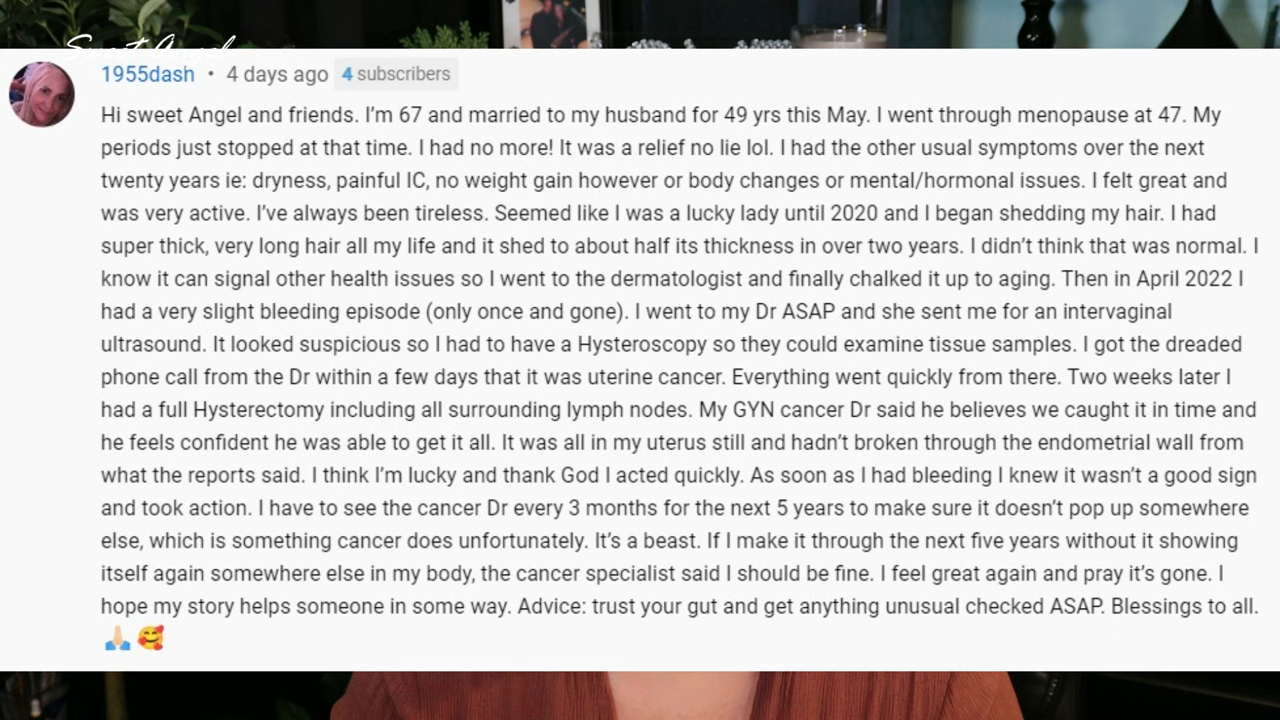 Sweet Angel
1955dash • 4 days ago 4 subscribers
Hi sweet Angel and friends. I’m 67 and married to my husband for 49 yrs this May. I went through menopause at 47. My
periods just stopped at that time. I had no more! It was a relief no lie lol. I had the other usual symptoms over the next
twenty years ie: dryness, painful IC, no weight gain however or body changes or mental/hormonal issues. I felt great and
was very active. I’ve always been tireless. Seemed like I was a lucky lady until 2020 and I began shedding my hair. I had
super thick, very long hair all my life and it shed to about half its thickness in over two years. I didn’t think that was normal. I
know it can signal other health issues so I went to the dermatologist and finally chalked it up to aging. Then in April 2022 I
had a very slight bleeding episode (only once and gone). I went to my Dr ASAP and she sent me for an intervaginal
ultrasound. It looked suspicious so I had to have a Hysteroscopy so they could examine tissue samples. I got the dreaded
phone call from the Dr within a few days that it was uterine cancer. Everything went quickly from there. Two weeks later I
had a full Hysterectomy including all surrounding lymph nodes. My GYN cancer Dr said he believes we caught it in time and
he feels confident he was able to get it all. It was all in my uterus still and hadn’t broken through the endometrial wall from
what the reports said. I think I’m lucky and thank God I acted quickly. As soon as I had bleeding I knew it wasn’t a good sign
and took action. I have to see the cancer Dr every 3 months for the next 5 years to make sure it doesn’t pop up somewhere
else, which is something cancer does unfortunately. It’s a beast. If I make it through the next five years without it showing
itself again somewhere else in my body, the cancer specialist said I should be fine. I feel great again and pray it’s gone. I
hope my story helps someone in some way. Advice: trust your gut and get anything unusual checked ASAP. Blessings to all.
🙏🏼🥰